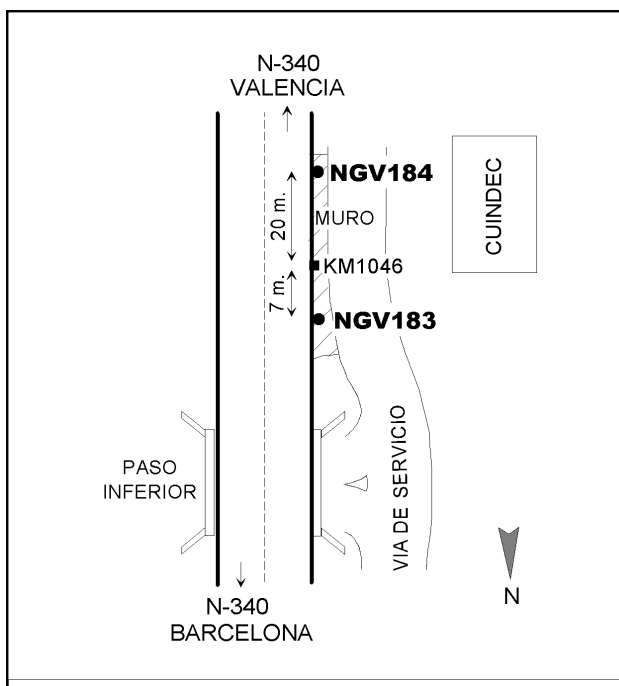 N-340
VALENCIA
NGV184
20 m.
MURO
CUINDEC
KM1046
7 m.
NGV183
PASO
INFERIOR
VIA DE SERVICIO
N
N-340
BARCELONA